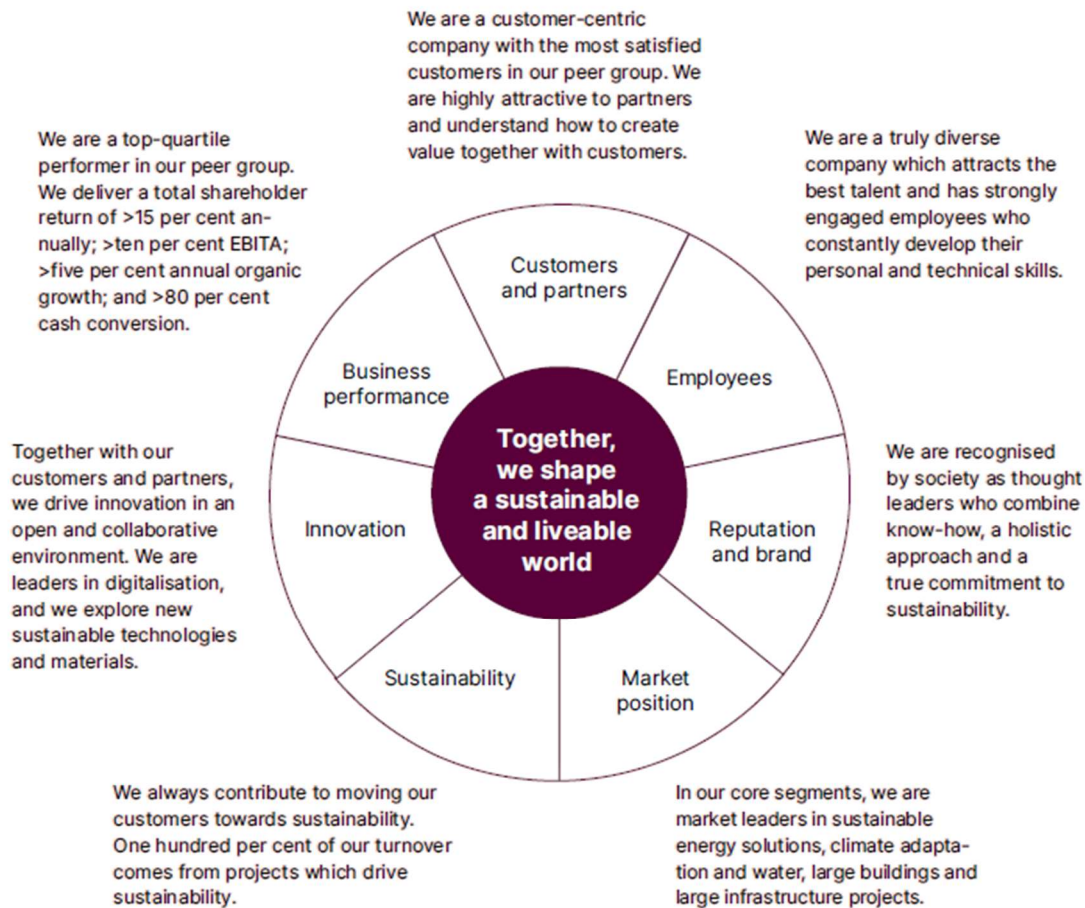 We are a customer-centric
company with the most satisfied
customers in our peer group. We
are highly attractive to partners
and understand how to create
value together with customers.
We are a top-quartile
performer in our peer group.
We deliver a total shareholder
return of >15 per cent an-
nually; >ten per cent EBITA;
>five per cent annual organic
growth; and >80 per cent
cash conversion.
We are a truly diverse
company which attracts the
best talent and has strongly
engaged employees who
constantly develop their
personal and technical skills.
Customers
and partners
Business
performance
Employees
Together with our
customers and partners,
we drive innovation in an
open and collaborative
environment. We are
leaders in digitalisation,
and we explore new
sustainable technologies
and materials.
Innovation
Together,
we shape
a sustainable
and liveable
world
Reputation
and brand
We are recognised
by society as thought
leaders who combine
know-how, a holistic
approach and a
true commitment to
sustainability.
Sustainability
Market
position
We always contribute to moving our
customers towards sustainability.
One hundred per cent of our turnover
comes from projects which drive
sustainability.
In our core segments, we are
market leaders in sustainable
energy solutions, climate adapta-
tion and water, large buildings and
large infrastructure projects.